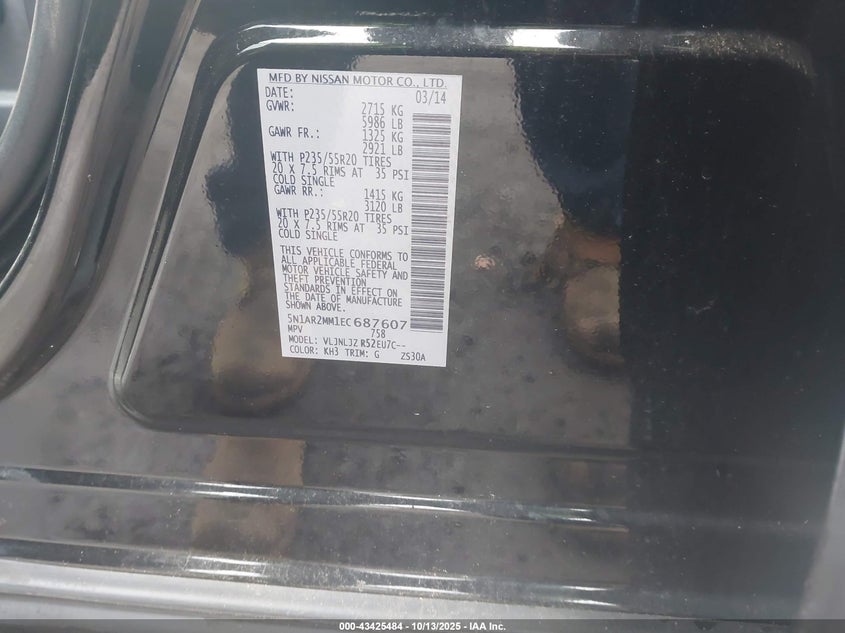 MFD BY NISSAN MOTOR CO., LTD.
DATE: 03/14
GVWR: 2715 KG
5986 LB
GAWR FR.: 1325 KG
2921 LB
WITH P235/55R20 TIRES
20 X 7.5 RIMS AT 35 PSI
COLD SINGLE
GAWR RR.: 1415 KG
3120 LB
WITH P235/55R20 TIRES
20 X 7.5 RIMS AT 35 PSI
COLD SINGLE
THIS VEHICLE CONFORMS TO
ALL APPLICABLE FEDERAL
MOTOR VEHICLE SAFETY AND
THEFT PREVENTION
STANDARDS IN EFFECT ON
THE DATE OF MANUFACTURE
SHOWN ABOVE.
5N1AR2MM1EC687607
MPV 758
MODEL: VLJNLJZ R52EU7C--
COLOR: KH3 TRIM: G ZS30A
000-43425484 - 10/13/2025 - IAA Inc.